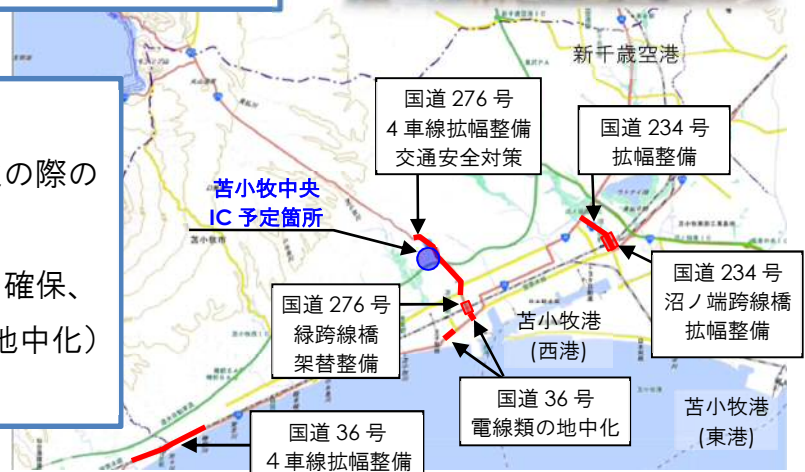 新千歳空港
国道 276 号
4 車線拡幅整備
交通安全対策
国道 234 号
拡幅整備
の際の
苫小牧中央
IC 予定箇所
苫小牧市
確保、
地中化）
国道 276 号
緑跨線橋
架替整備
苫小牧港
(西港)
国道 234 号
沼ノ端跨線橋
拡幅整備
国道 36 号
電線類の地中化
苫小牧港
(東港)
国道 36 号
4 車線拡幅整備